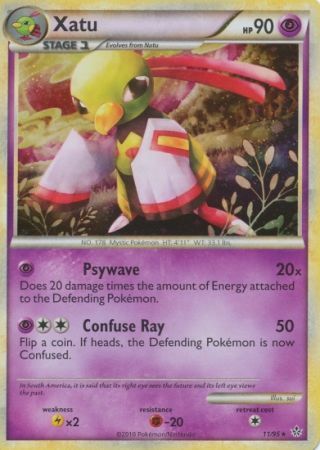 Xatu
HP 90
STAGE 1
Evolves from Natu
NO. 178 Mystic Pokémon HT: 4'11" WT: 33.1 lbs.
Psywave 20x
Does 20 damage times the amount of Energy attached
to the Defending Pokémon.
Confuse Ray 50
Flip a coin. If heads, the Defending Pokémon is now
Confused.
In South America, it is said that its right eye sees the future and its left eye views
the past.
Illus. sui
weakness resistance retreat cost
×2 -20
©2010 Pokémon/Nintendo
11/95 ★